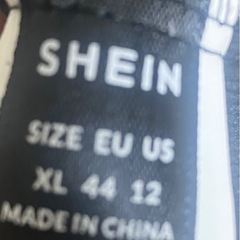 SHEIN
SIZE EU US
XL 44 12
MADE IN CHINA